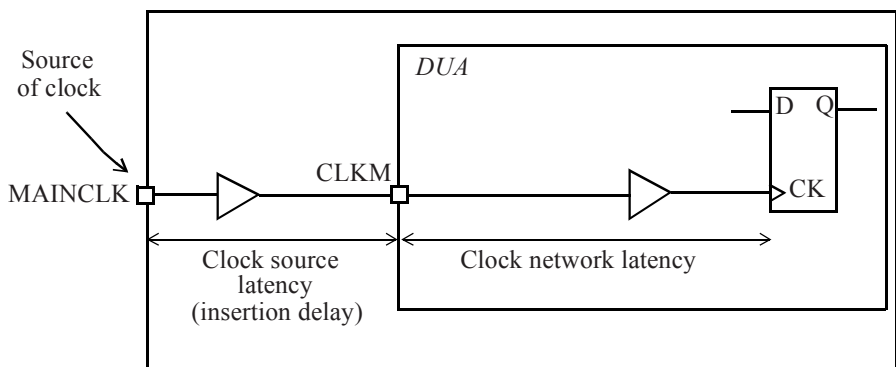 Source
of clock
DUA
D Q
MAINCLK
CLKM
CK
Clock source
latency
(insertion delay)
Clock network latency